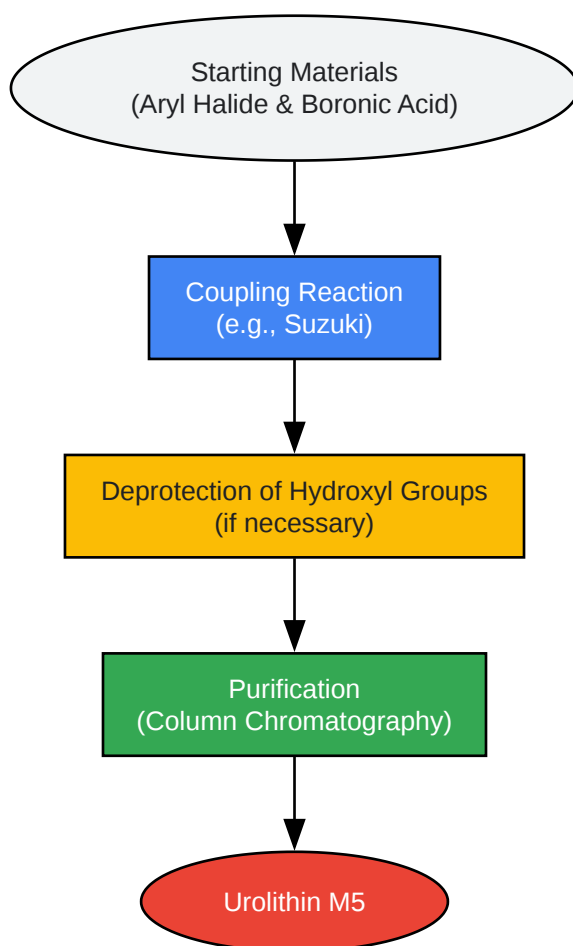 Starting Materials
(Aryl Halide & Boronic Acid)
Coupling Reaction
(e.g., Suzuki)
Deprotection of Hydroxyl Groups
(if necessary)
Purification
(Column Chromatography)
Urolithin M5